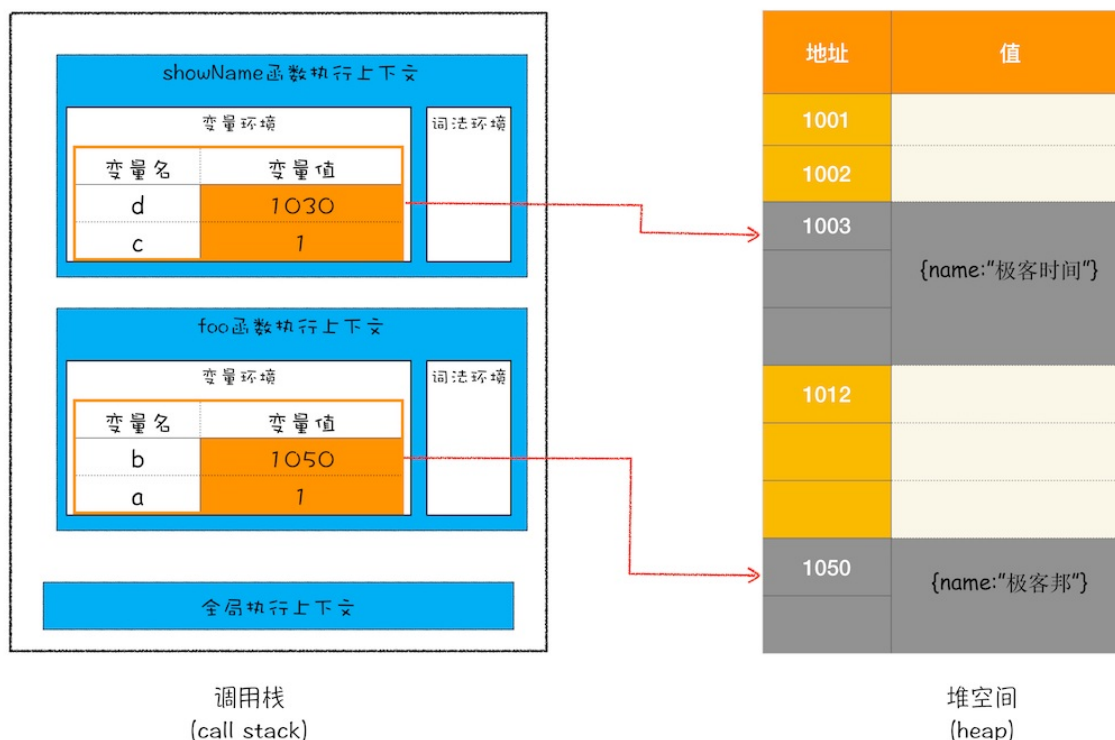 showName函数执行上下文
变量环境
词法环境
变量名 变量值
d 1030
c 1
foo函数执行上下文
变量环境
词法环境
变量名 变量值
b 1050
a 1
全局执行上下文
调用栈
(call stack)
地址 值
1001
1002
1003
{name:"极客时间"}
1012
1050
{name:"极客邦"}
堆空间
(heap)